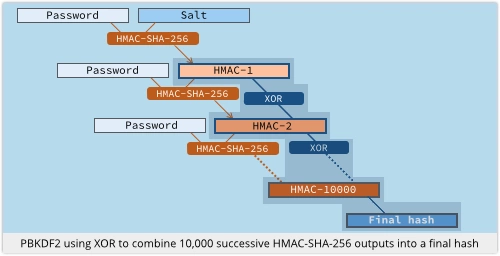 Password Salt
HMAC-SHA-256
Password HMAC-1
HMAC-SHA-256 XOR
Password HMAC-2
HMAC-SHA-256 XOR
HMAC-10000
Final hash
PBKDF2 using XOR to combine 10,000 successive HMAC-SHA-256 outputs into a final hash